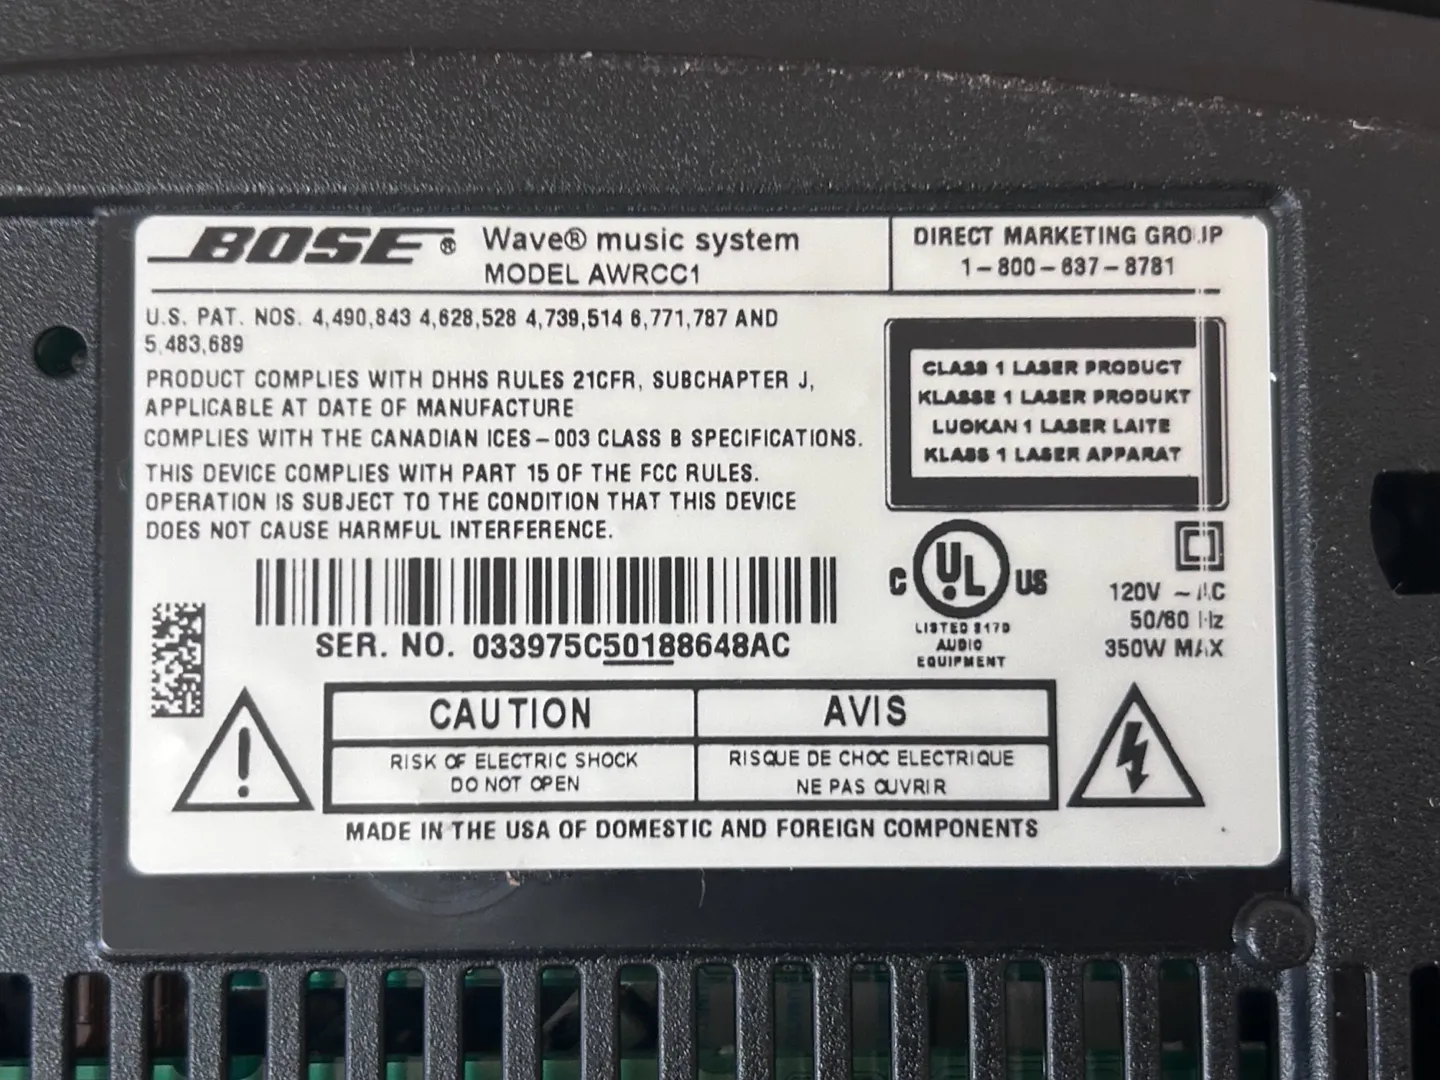 BOSE® Wave® music system
MODEL AWRCC1
DIRECT MARKETING GROUP
1-800-637-8781
U.S. PAT. NOS. 4,490,843 4,628,528 4,739,514 6,771,787 AND
5,483,689
PRODUCT COMPLIES WITH DHHS RULES 21CFR, SUBCHAPTER J,
APPLICABLE AT DATE OF MANUFACTURE
COMPLIES WITH THE CANADIAN ICES-003 CLASS B SPECIFICATIONS.
THIS DEVICE COMPLIES WITH PART 15 OF THE FCC RULES.
OPERATION IS SUBJECT TO THE CONDITION THAT THIS DEVICE
DOES NOT CAUSE HARMFUL INTERFERENCE.
CLASS 1 LASER PRODUCT
KLASSE 1 LASER PRODUKT
LUOKAN 1 LASER LAITE
KLASS 1 LASER APPARAT
C UL US
LISTED 817D
AUDIO
EQUIPMENT
120V ~ AC
50/60 Hz
350W MAX
SER. NO. 033975C50188648AC
CAUTION
RISK OF ELECTRIC SHOCK
DO NOT OPEN
AVIS
RISQUE DE CHOC ELECTRIQUE
NE PAS OUVRIR
MADE IN THE USA OF DOMESTIC AND FOREIGN COMPONENTS